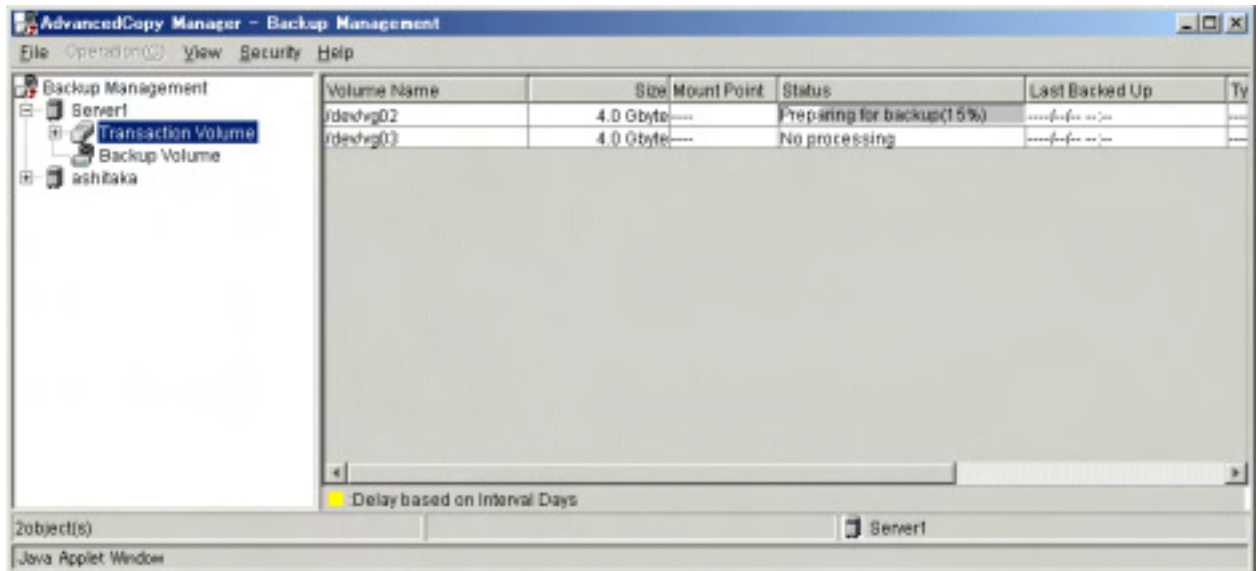 AdvancedCopy Manager - Backup Management
File Operation(O) View Security Help
Backup Management
Server1
Transaction Volume
Backup Volume
ashitaka
Volume Name Size Mount Point Status Last Backed Up Ty
/dev/vg02 4.0 Gbyte ---- Preparing for backup(15%) ----/--/-- --:-- ----
/dev/vg03 4.0 Gbyte ---- No processing ----/--/-- --:-- ----
:Delay based on Interval Days
2object(s) Server1
Java Applet Window